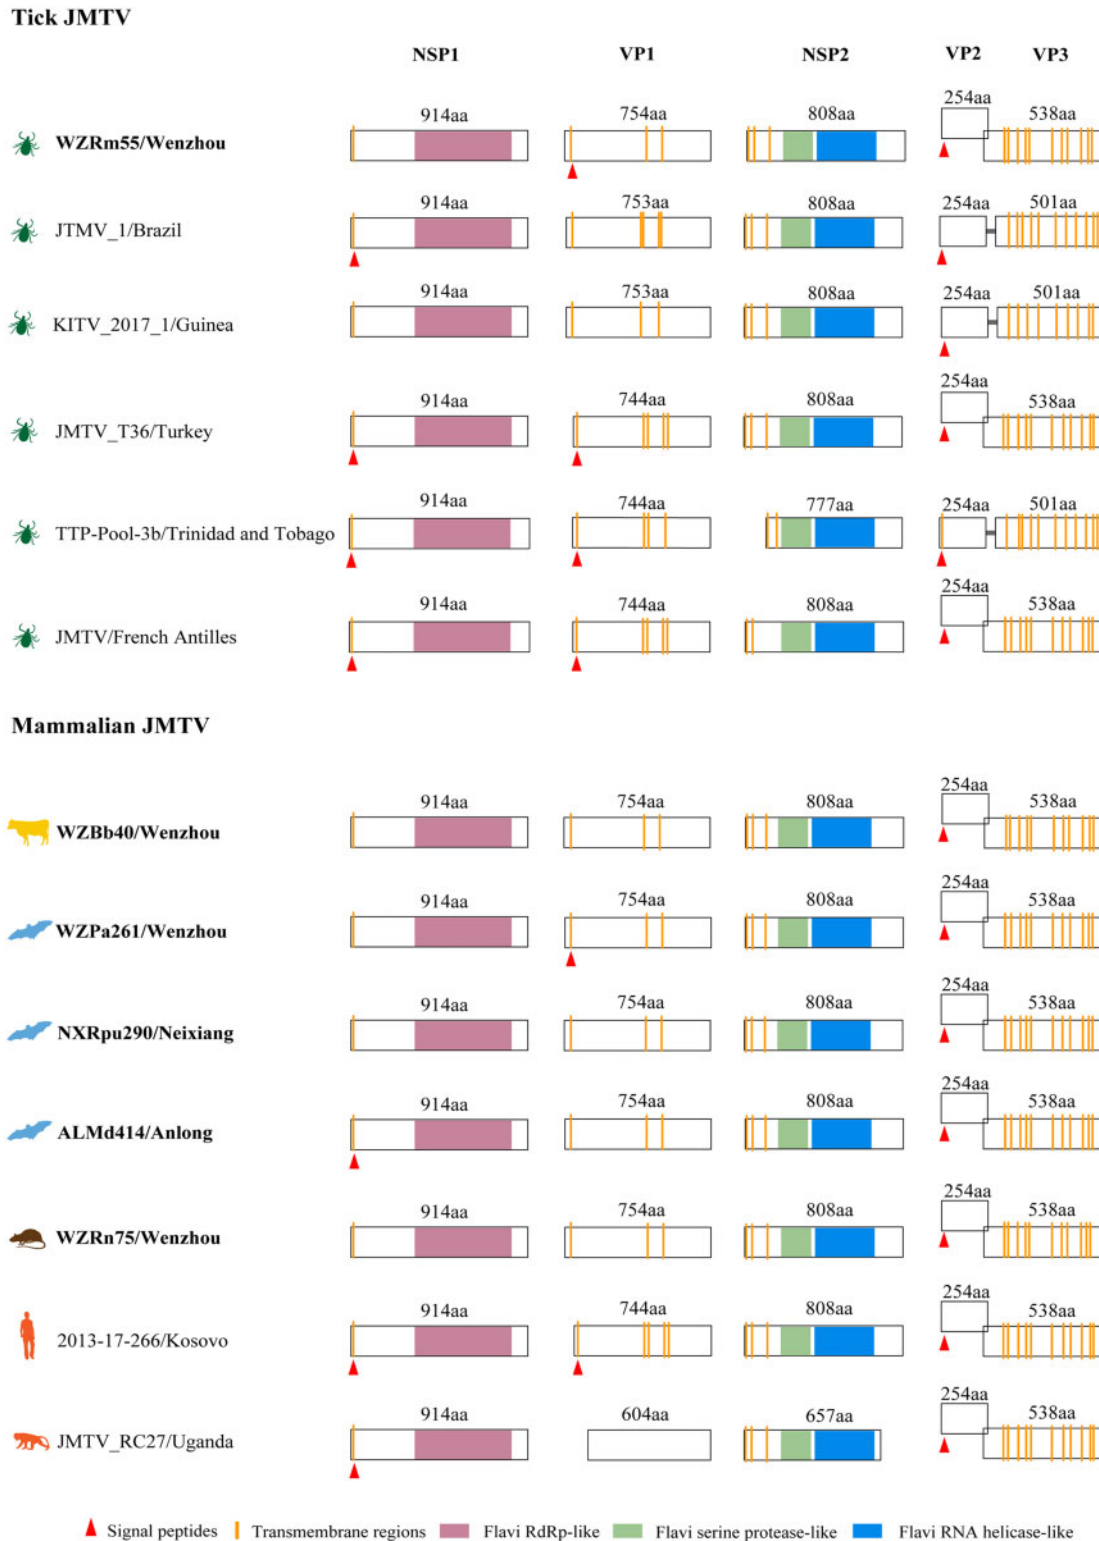 Tick JMTV
NSP1 VP1 NSP2 VP2 VP3
914aa 754aa 808aa 254aa 538aa
WZRm55/Wenzhou
914aa 753aa 808aa 254aa 501aa
JTMV_1/Brazil
914aa 753aa 808aa 254aa 501aa
KITV_2017_1/Guinea
914aa 744aa 808aa 254aa 538aa
JMTV_T36/Turkey
914aa 744aa 777aa 254aa 501aa
TTP-Pool-3b/Trinidad and Tobago
914aa 744aa 808aa 254aa 538aa
JMTV/French Antilles
Mammalian JMTV
914aa 754aa 808aa 254aa 538aa
WZBb40/Wenzhou
914aa 754aa 808aa 254aa 538aa
WZPa261/Wenzhou
914aa 754aa 808aa 254aa 538aa
NXRpu290/Neixiang
914aa 754aa 808aa 254aa 538aa
ALMd414/Anlong
914aa 754aa 808aa 254aa 538aa
WZRn75/Wenzhou
914aa 744aa 808aa 254aa 538aa
2013-17-266/Kosovo
914aa 604aa 657aa 254aa 538aa
JMTV_RC27/Uganda
Signal peptides Transmembrane regions Flavi RdRp-like Flavi serine protease-like Flavi RNA helicase-like